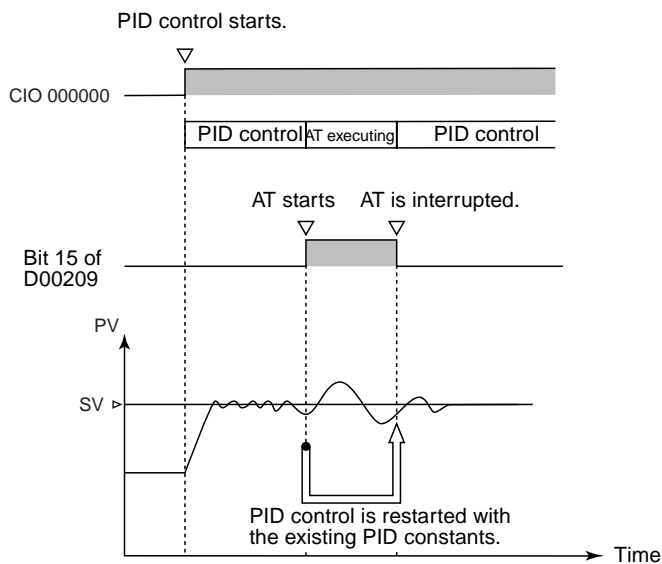 PID control starts.
CIO 000000
PID control AT executing PID control
AT starts AT is interrupted.
Bit 15 of
D00209
PV
SV
PID control is restarted with
the existing PID constants.
Time